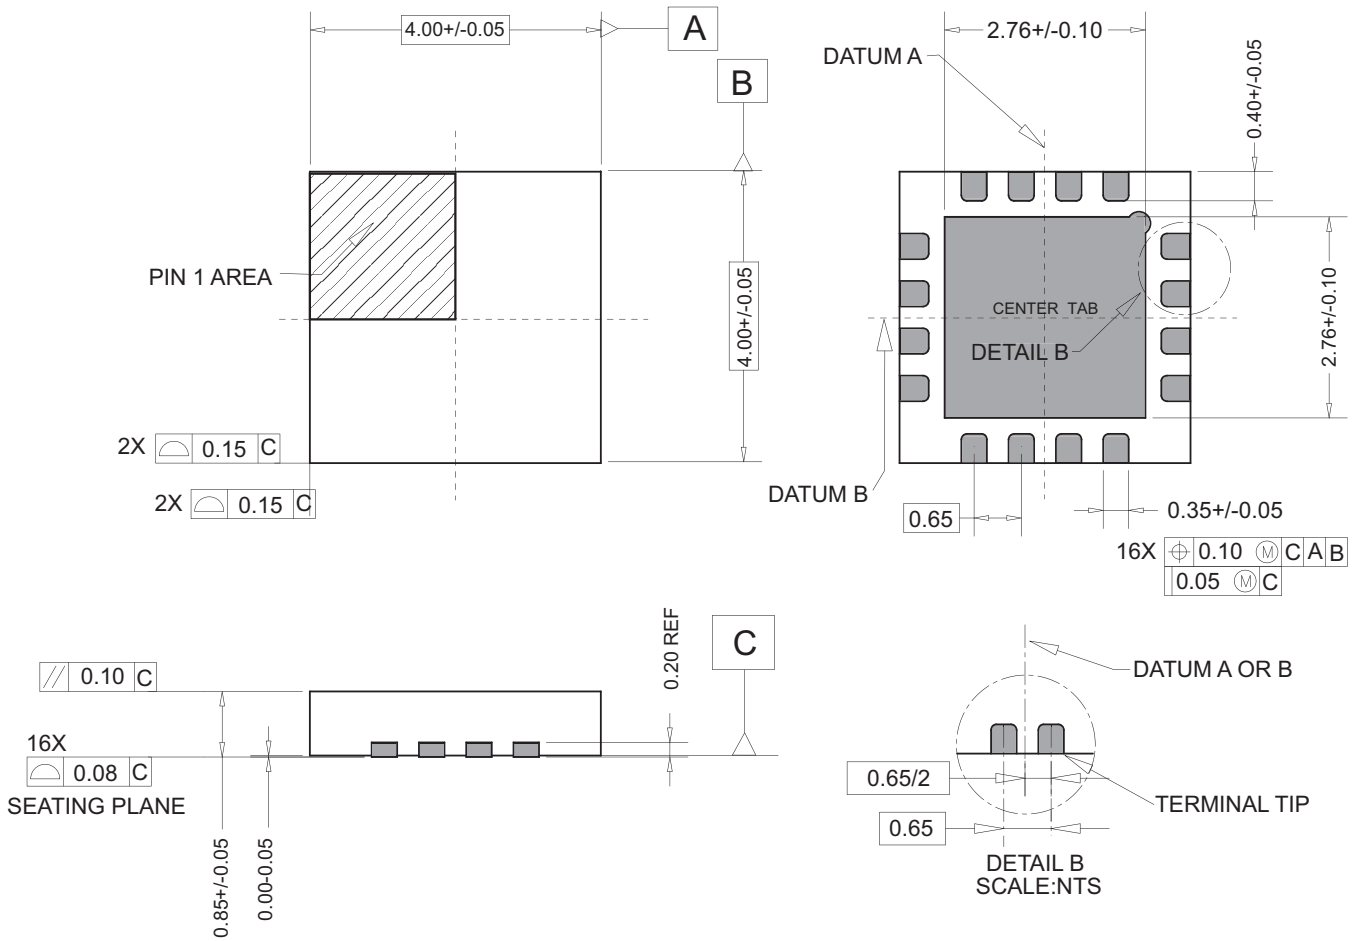 4.00+/-0.05
A
B
PIN 1 AREA
4.00+/-0.05
2X 0.15 C
2X 0.15 C
2.76+/-0.10
DATUM A
0.40+/-0.05
CENTER TAB
DETAIL B
2.76+/-0.10
DATUM B
0.65
0.35+/-0.05
16X ⌖ 0.10 Ⓜ C A B
0.05 Ⓜ C
// 0.10 C
16X
0.08 C
SEATING PLANE
0.85+/-0.05
0.00-0.05
0.20 REF
C
DATUM A OR B
0.65/2
TERMINAL TIP
0.65
DETAIL B
SCALE:NTS